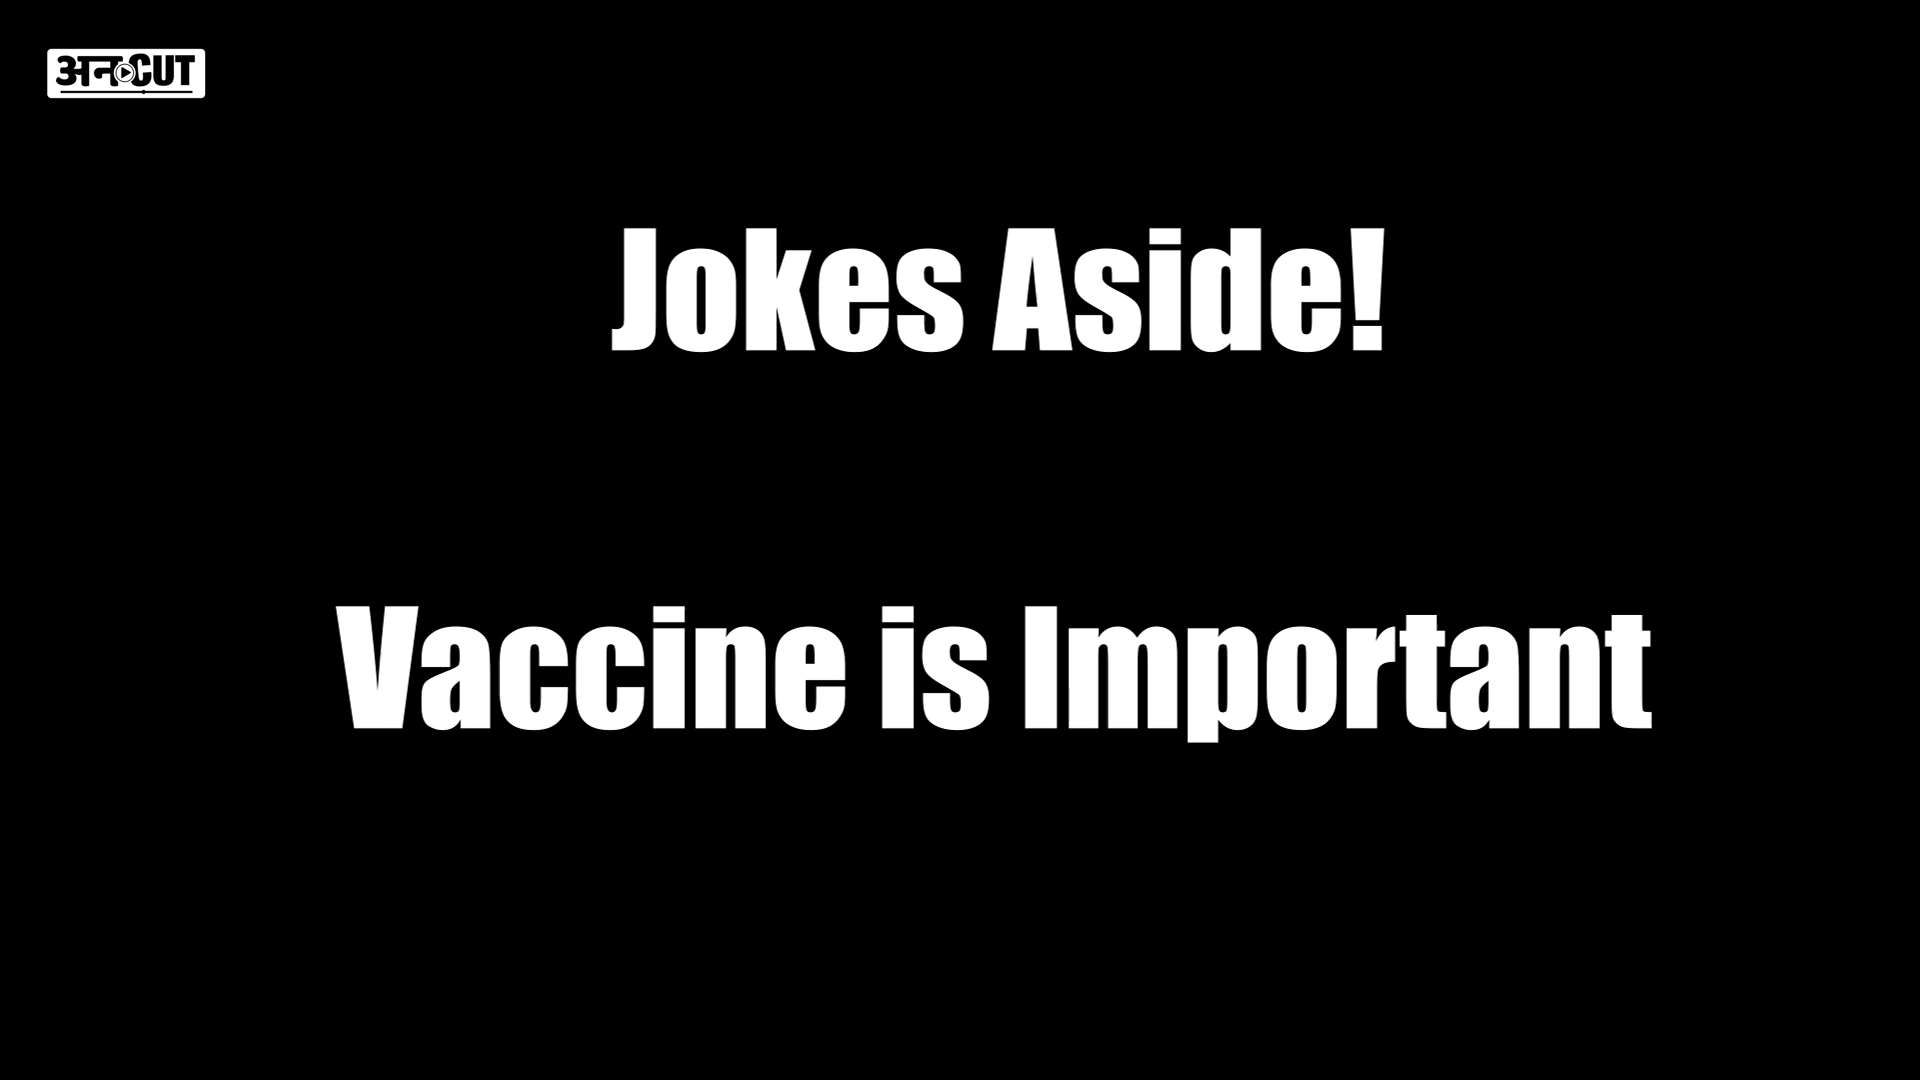 अनCUT
Jokes Aside!
Vaccine is Important